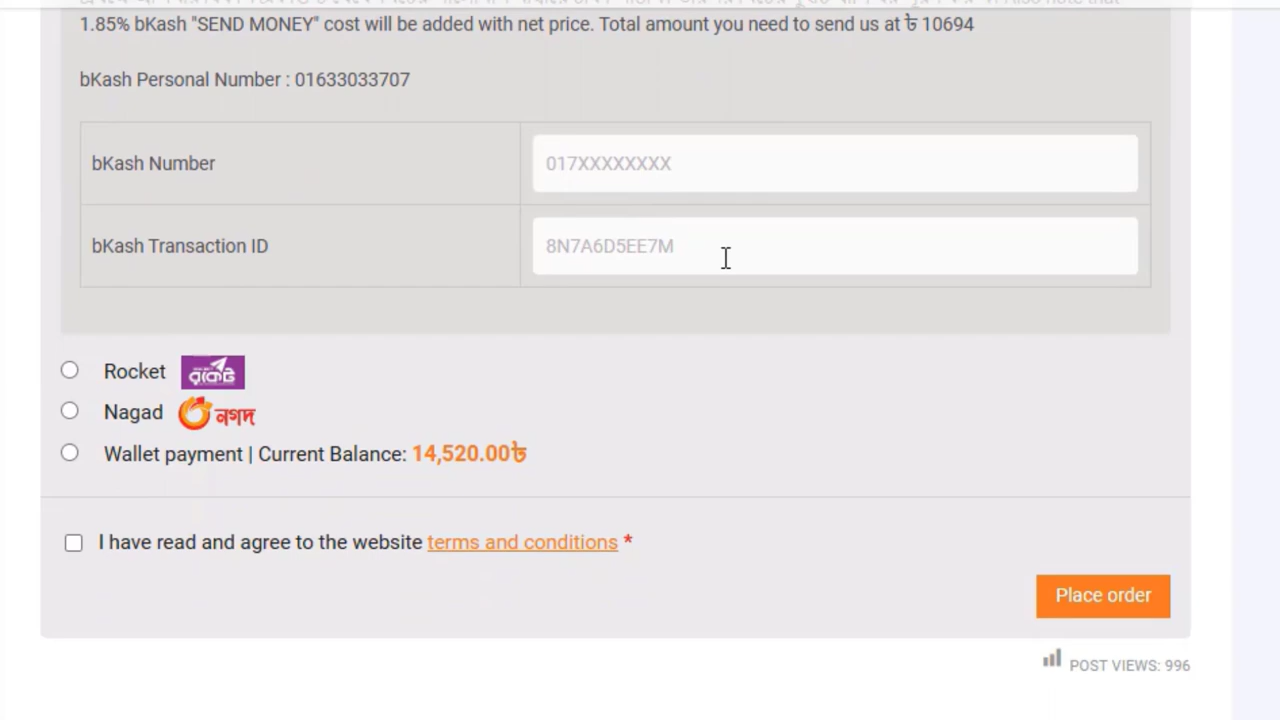 1.85% bKash "SEND MONEY" cost will be added with net price. Total amount you need to send us at ৳ 10694
bKash Personal Number : 01633033707
bKash Number 017XXXXXXXX
bKash Transaction ID 8N7A6D5EE7M
Rocket রকেট
Nagad নগদ
Wallet payment | Current Balance: 14,520.00৳
I have read and agree to the website terms and conditions *
Place order
POST VIEWS: 996